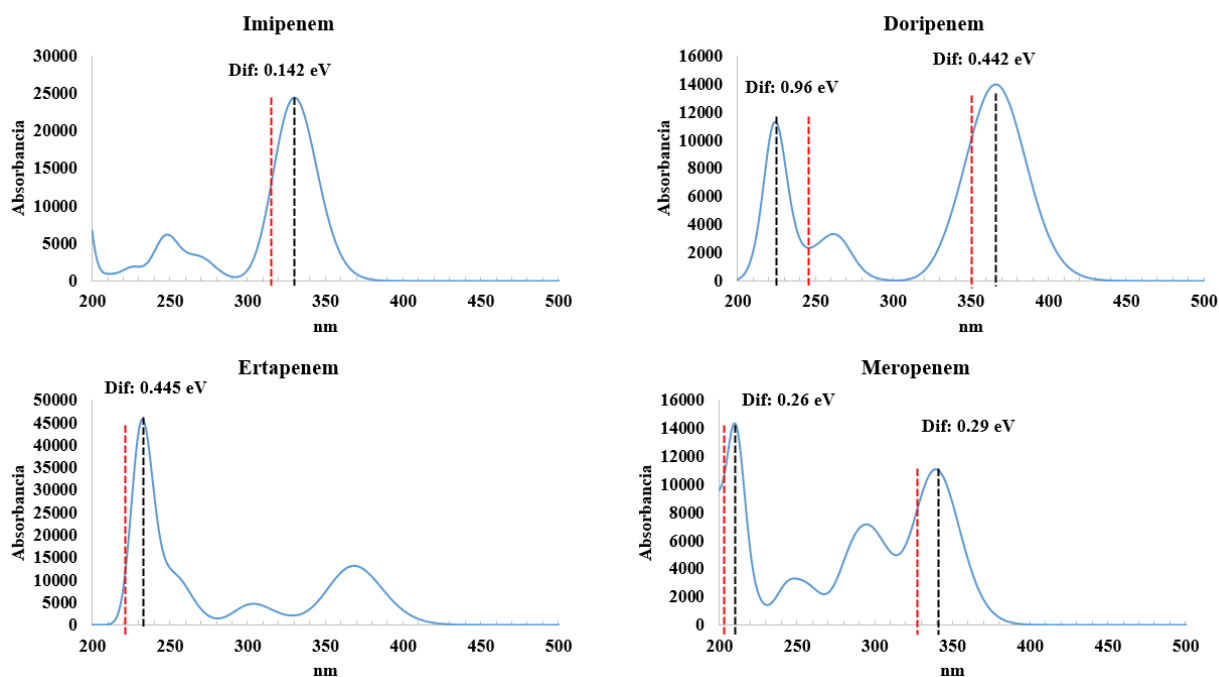 Imipenem
Dif: 0.142 eV
Absorbancia
30000
25000
20000
15000
10000
5000
0
200 250 300 350 400 450 500
nm
Doripenem
Dif: 0.96 eV
Dif: 0.442 eV
Absorbancia
16000
14000
12000
10000
8000
6000
4000
2000
0
200 250 300 350 400 450 500
nm
Ertapenem
Dif: 0.445 eV
Absorbancia
50000
45000
40000
35000
30000
25000
20000
15000
10000
5000
0
200 250 300 350 400 450 500
nm
Meropenem
Dif: 0.26 eV
Dif: 0.29 eV
Absorbancia
16000
14000
12000
10000
8000
6000
4000
2000
0
200 250 300 350 400 450 500
nm